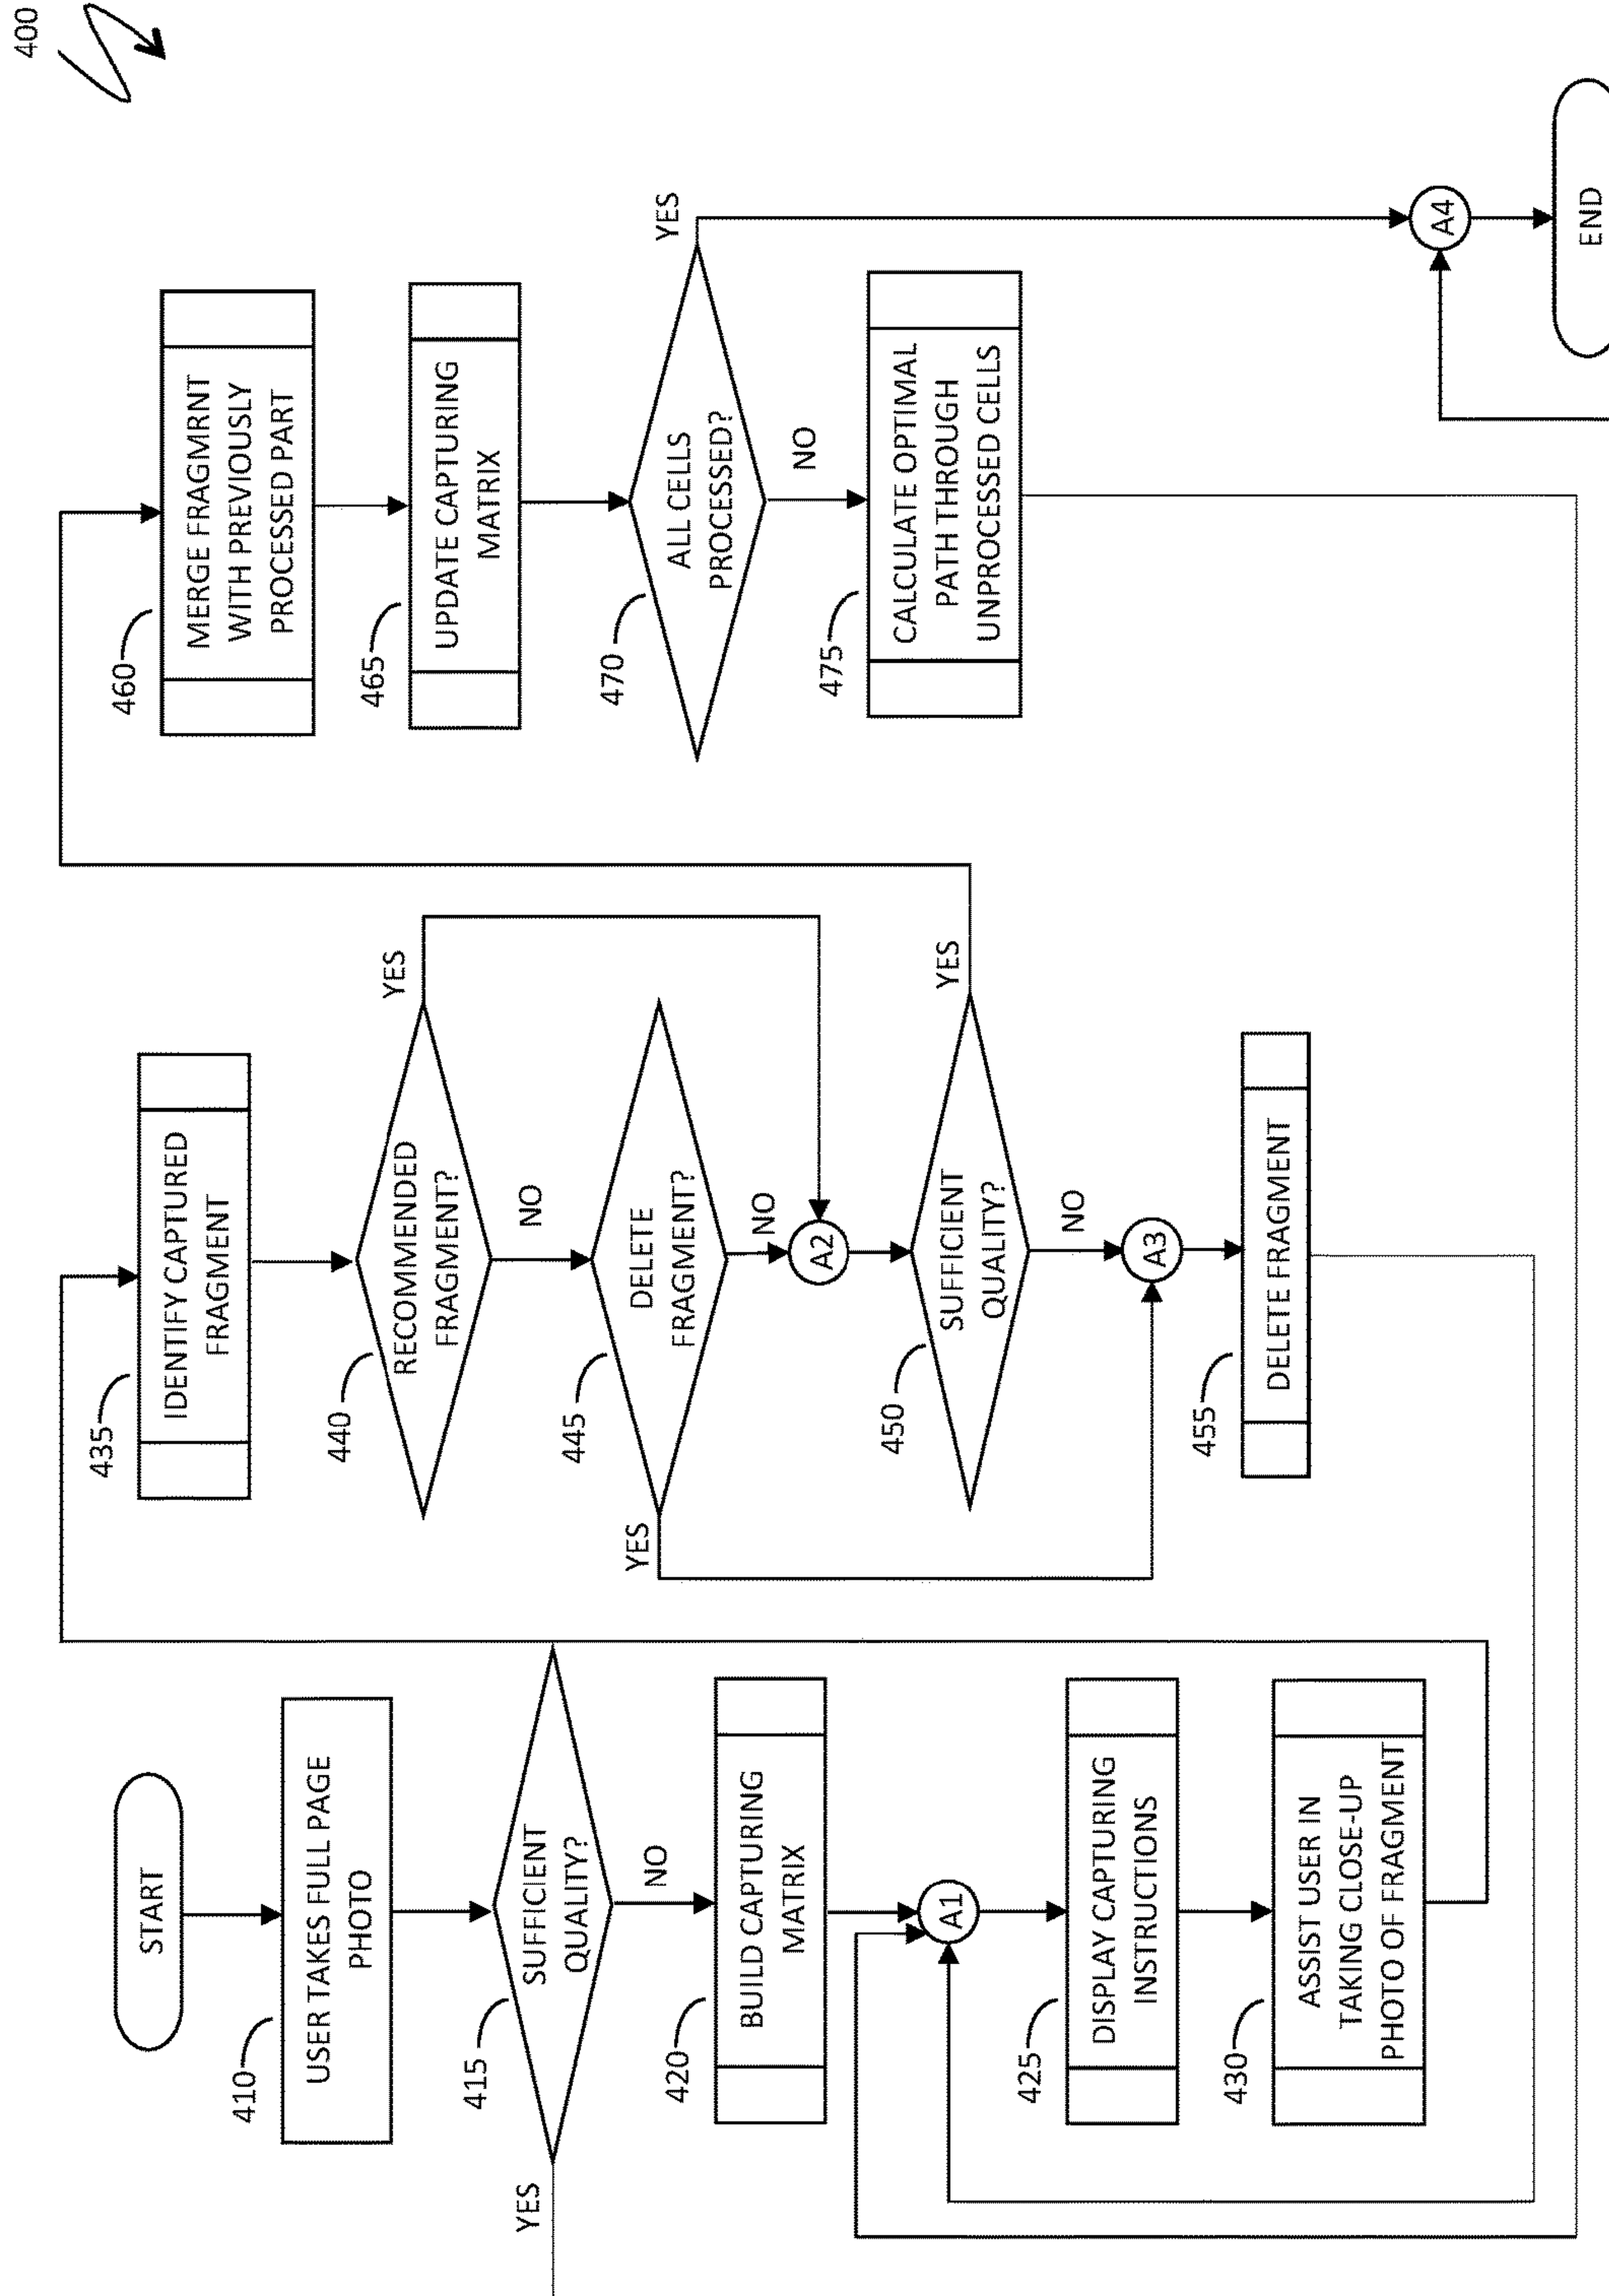 400
START
410
USER TAKES FULL PAGE
PHOTO
415
SUFFICIENT
QUALITY?
YES
NO
420
BUILD CAPTURING
MATRIX
A1
425
DISPLAY CAPTURING
INSTRUCTIONS
430
ASSIST USER IN
TAKING CLOSE-UP
PHOTO OF FRAGMENT
435
IDENTIFY CAPTURED
FRAGMENT
440
RECOMMENDED
FRAGMENT?
YES
NO
445
DELETE
FRAGMENT?
YES
NO
A2
450
SUFFICIENT
QUALITY?
YES
NO
A3
455
DELETE FRAGMENT
460
MERGE FRAGMRNT
WITH PREVIOUSLY
PROCESSED PART
465
UPDATE CAPTURING
MATRIX
470
ALL CELLS
PROCESSED?
YES
NO
475
CALCULATE OPTIMAL
PATH THROUGH
UNPROCESSED CELLS
A4
END